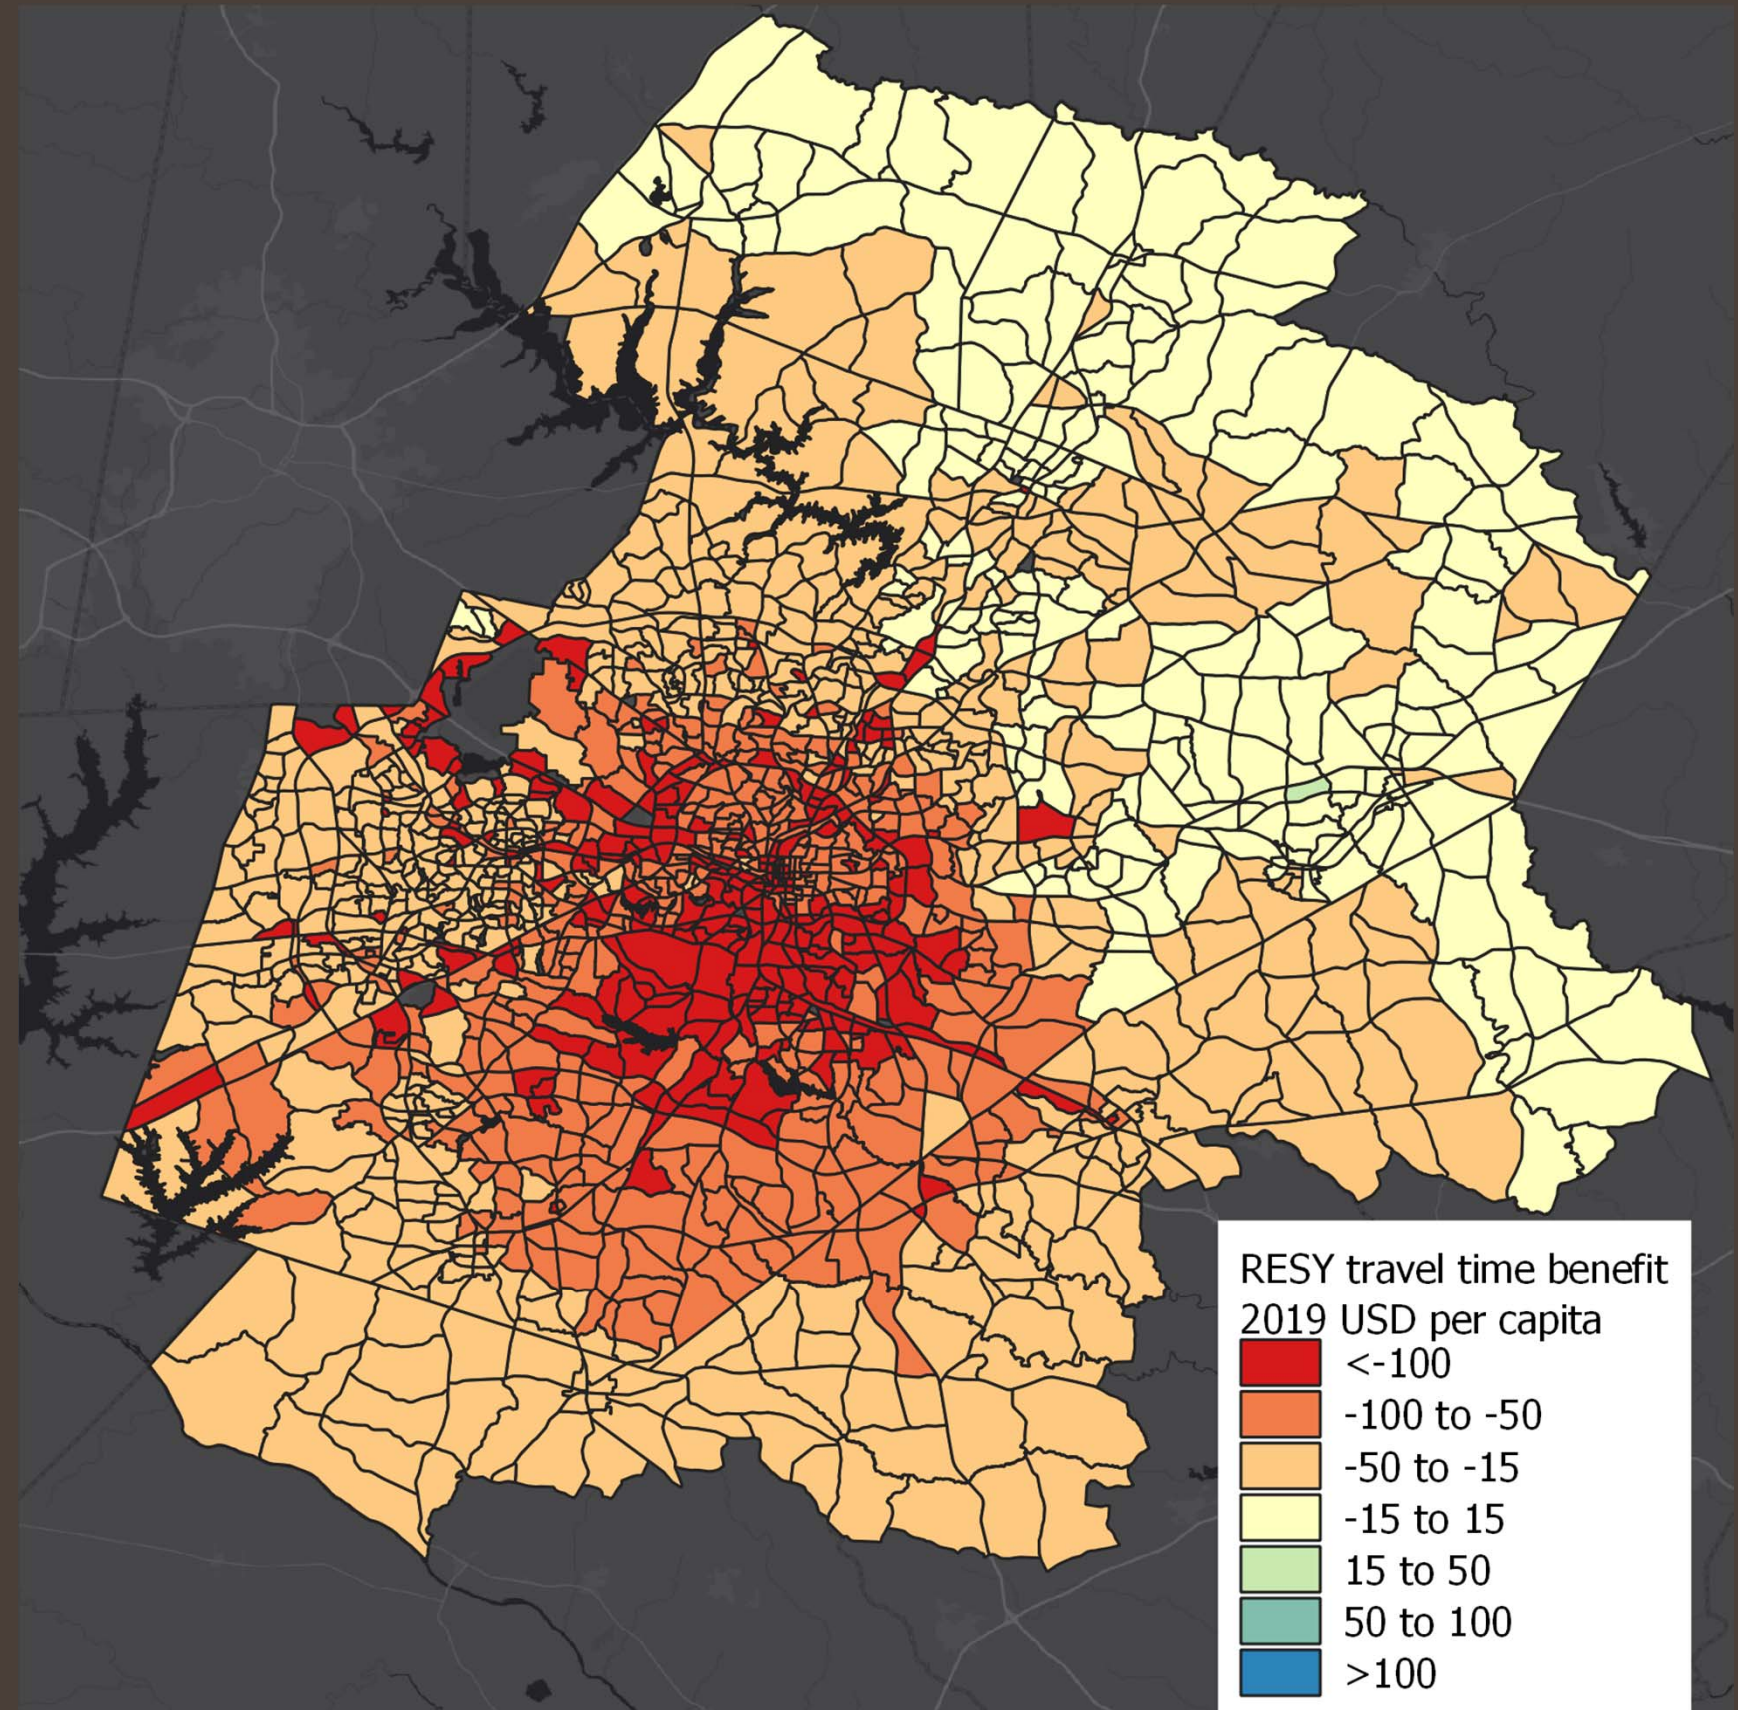 RESY travel time benefit
2019 USD per capita
<-100
-100 to -50
-50 to -15
-15 to 15
15 to 50
50 to 100
>100